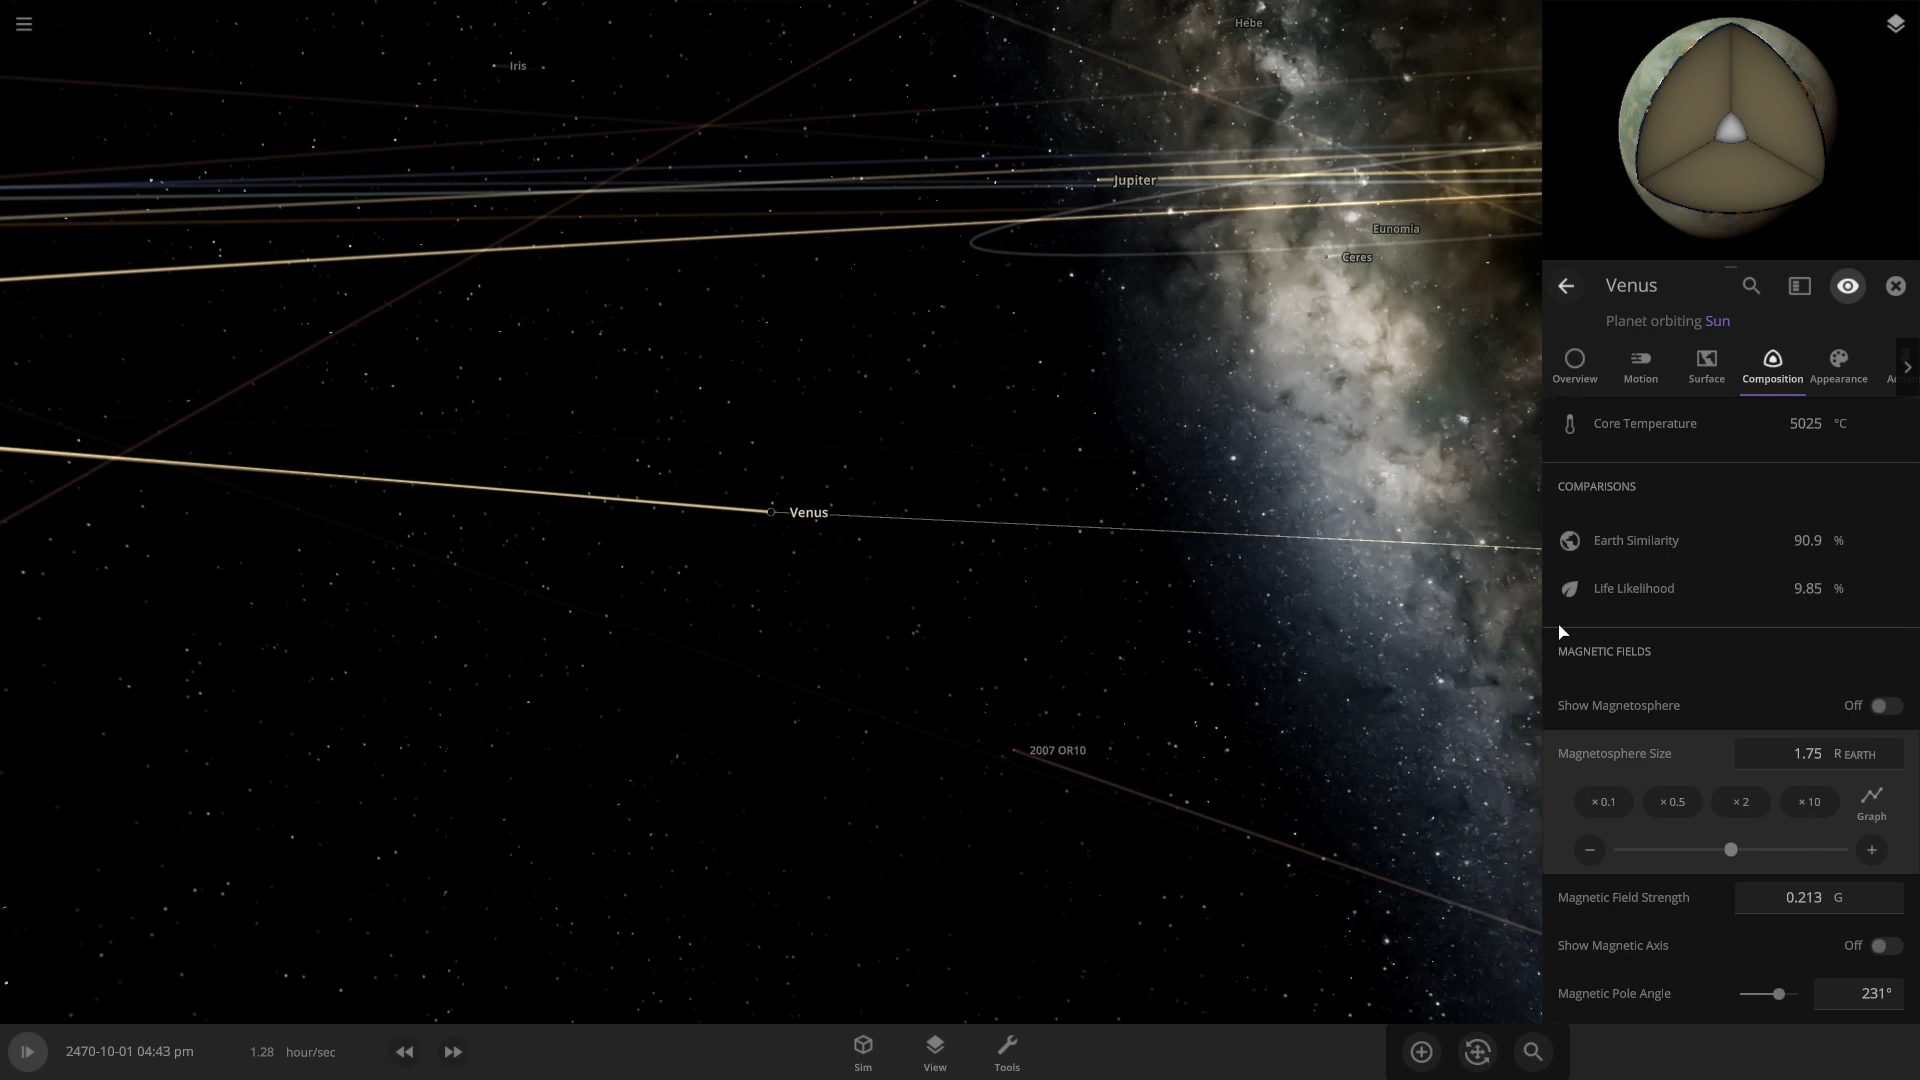 Hebe
Iris
Jupiter
Eunomia
Ceres
Venus
2007 OR10
Venus
Planet orbiting Sun
Overview
Motion
Surface
Composition
Appearance
Core Temperature 5025 °C
COMPARISONS
Earth Similarity 90.9 %
Life Likelihood 9.85 %
MAGNETIC FIELDS
Show Magnetosphere Off
Magnetosphere Size 1.75 R EARTH
× 0.1 × 0.5 × 2 × 10
Graph
Magnetic Field Strength 0.213 G
Show Magnetic Axis Off
Magnetic Pole Angle 231°
2470-10-01 04:43 pm 1.28 hour/sec
Sim View Tools